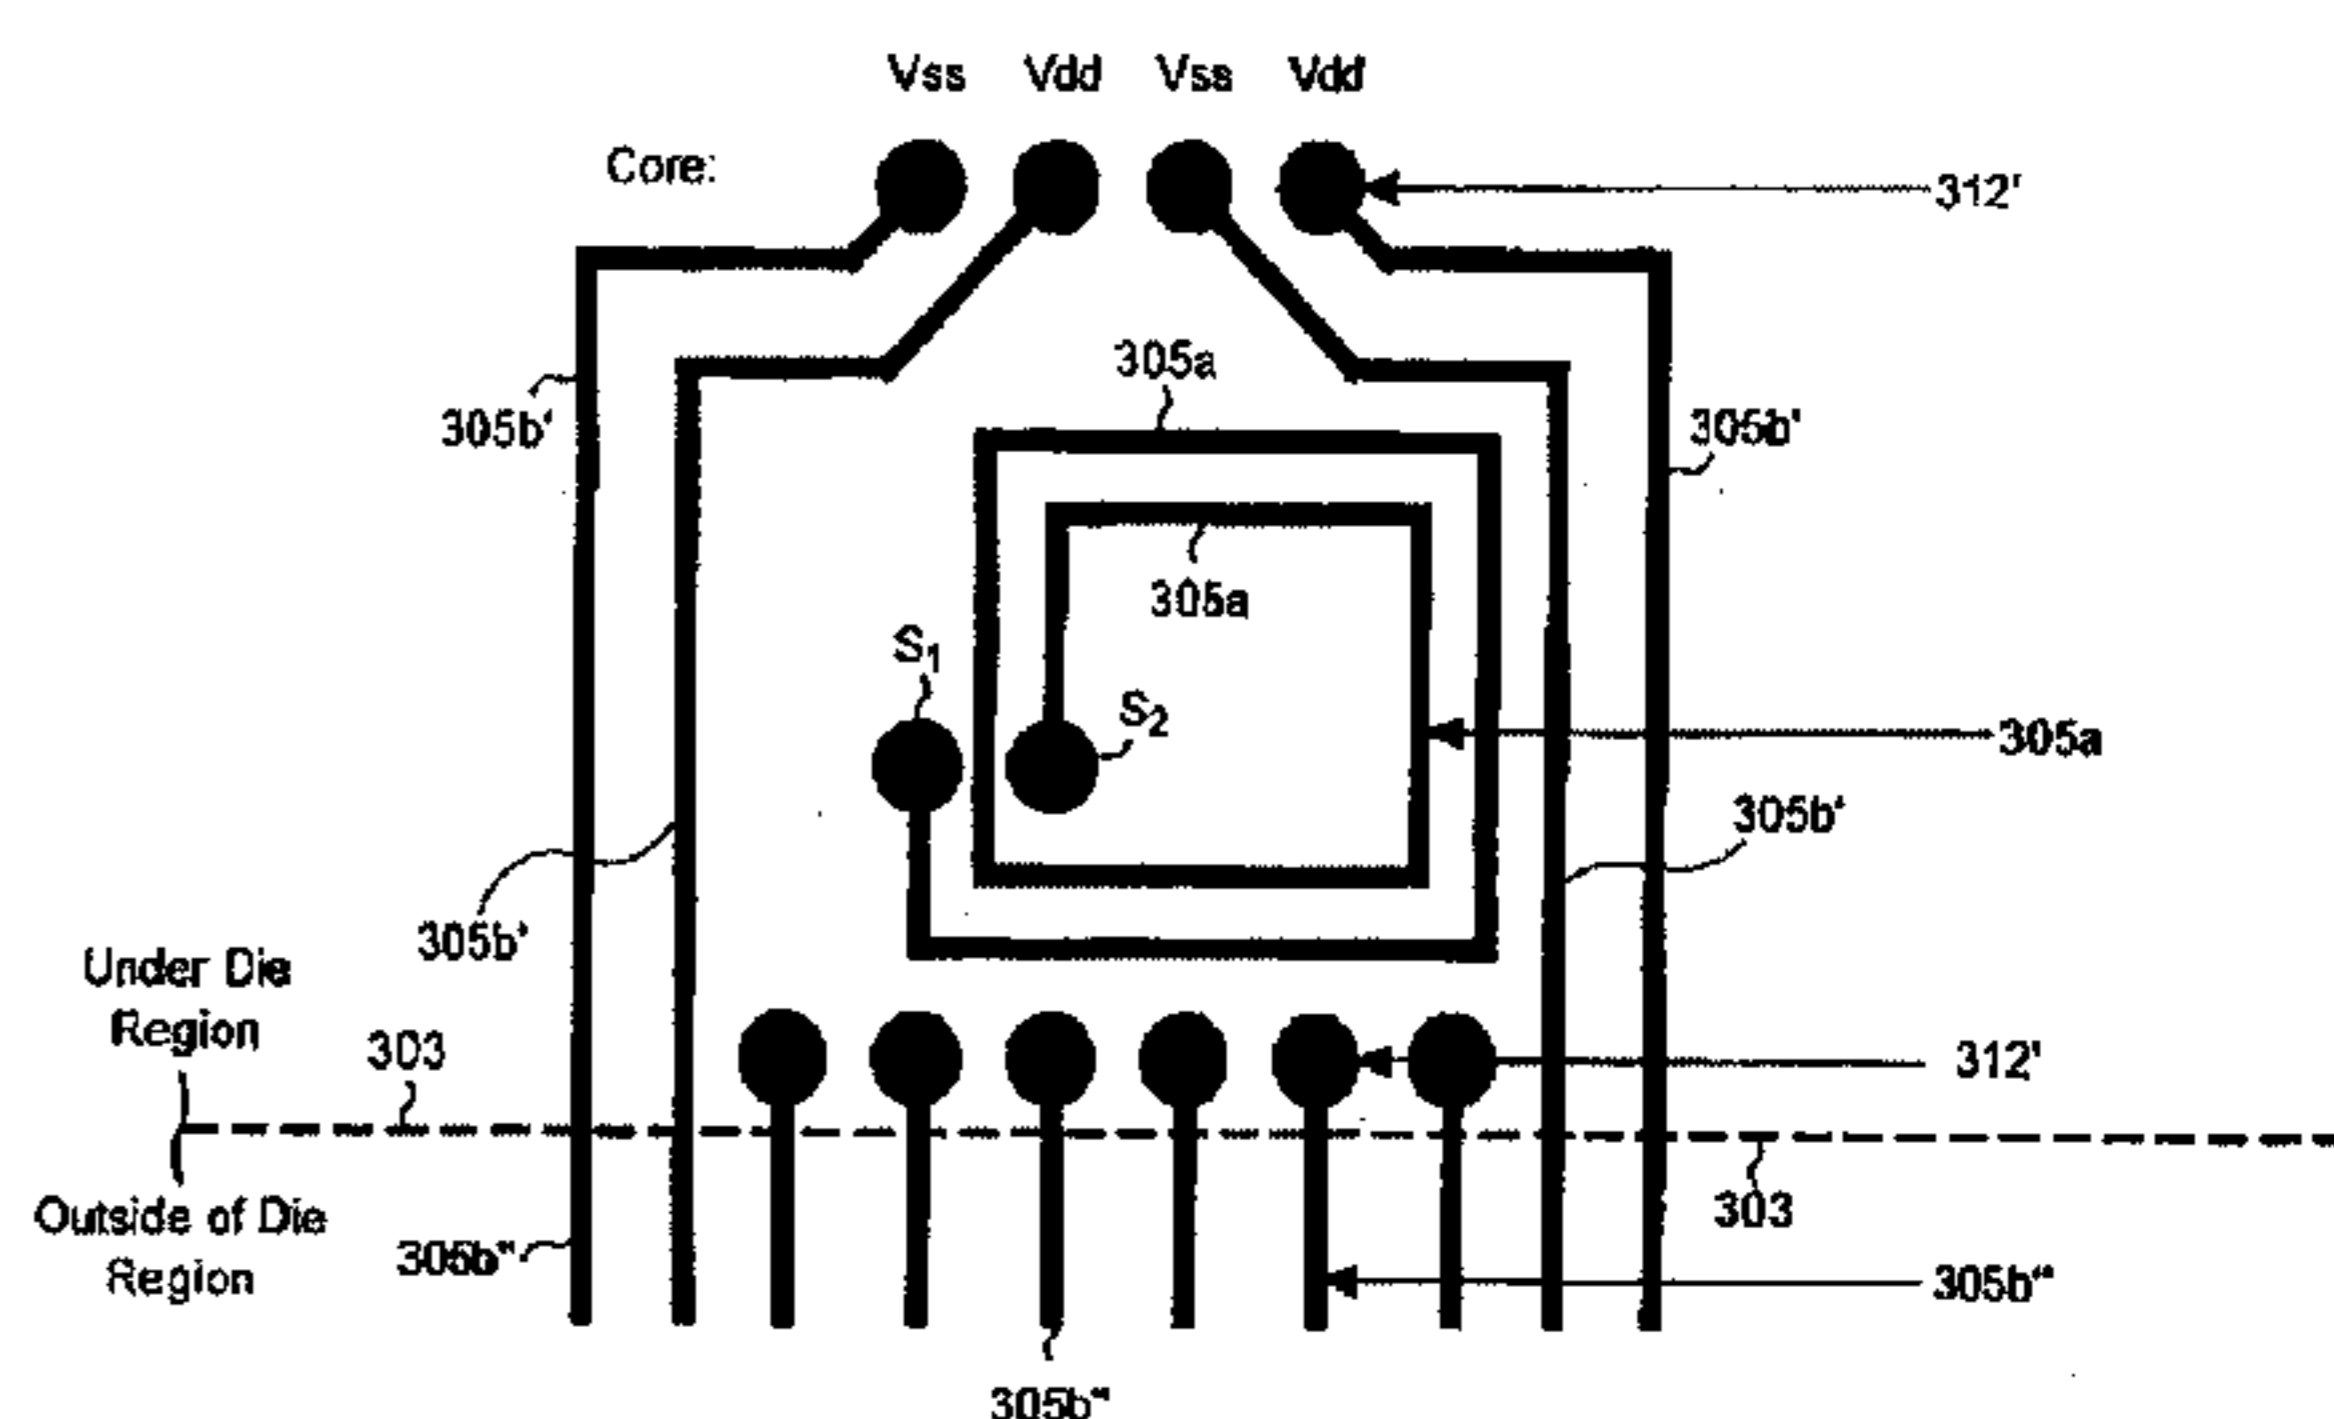 Vss Vdd Vss Vdd
Core:
312'
305a
305b'
305b'
305a
S1
S2
305a
305b'
305b'
Under Die
Region
303
312'
Outside of Die
Region
303
305b"
305b"
305b"